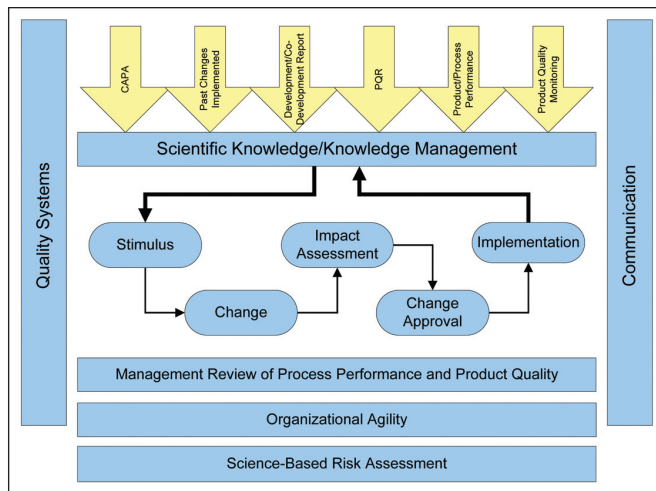 Quality Systems
CAPA
Past Changes
Implemented
Development/Co-
Development Report
PQR
Product/Process
Performance
Product Quality
Monitoring
Communication
Scientific Knowledge/Knowledge Management
Stimulus
Impact
Assessment
Implementation
Change
Change
Approval
Management Review of Process Performance and Product Quality
Organizational Agility
Science-Based Risk Assessment